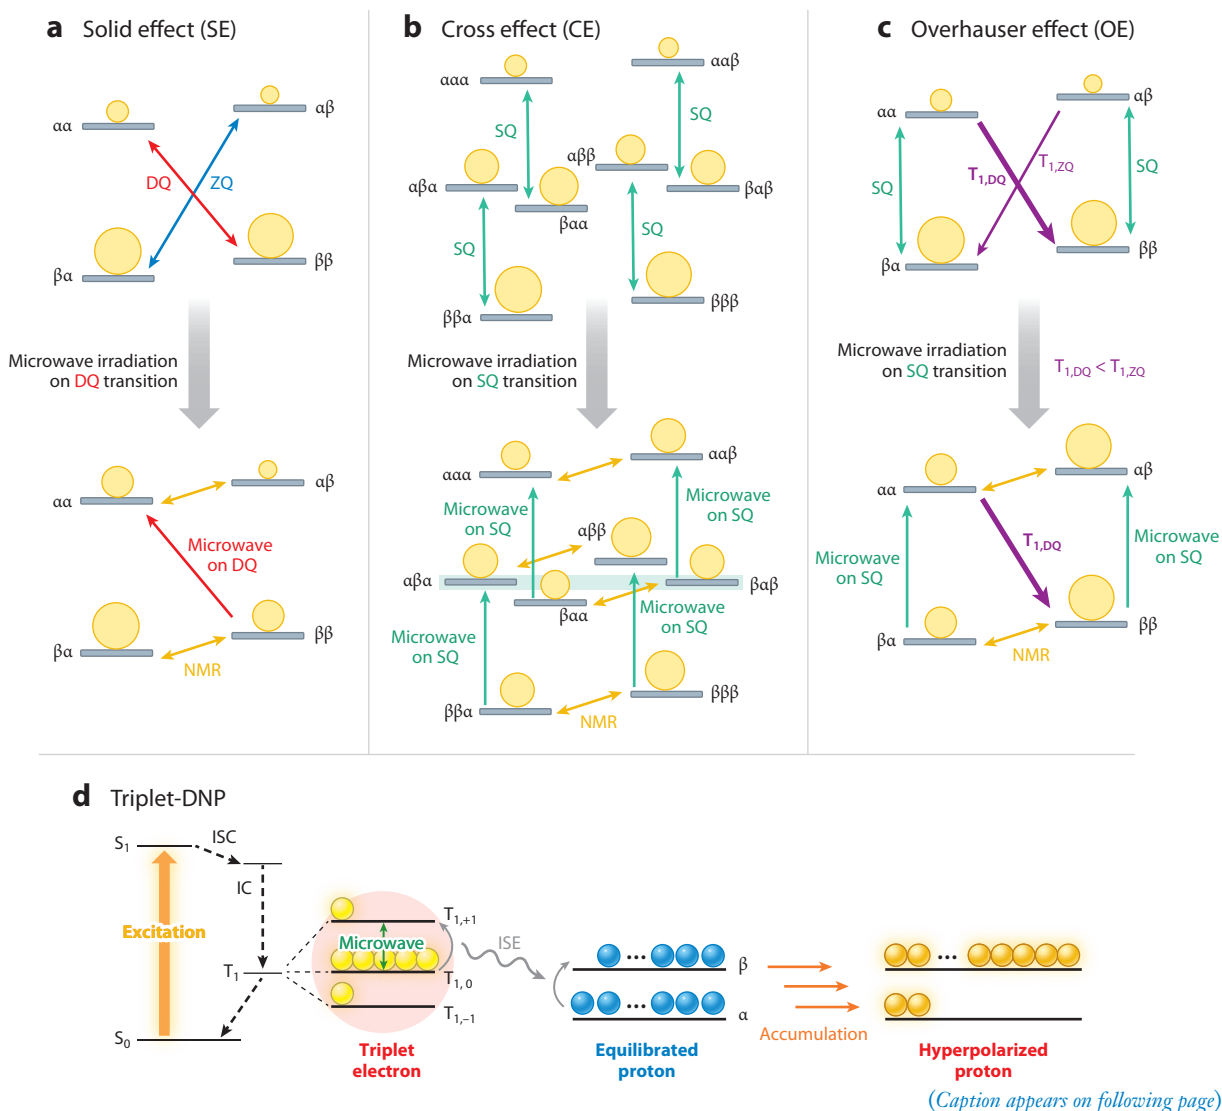 a Solid effect (SE)
αα
αβ
DQ
ZQ
βα
ββ
Microwave irradiation
on DQ transition
αα
αβ
Microwave
on DQ
βα
ββ
NMR
b Cross effect (CE)
ααα
ααβ
SQ
SQ
αβα
αββ
βαα
βαβ
SQ
SQ
ββα
βββ
Microwave irradiation
on SQ transition
ααα
ααβ
Microwave
on SQ
Microwave
on SQ
αββ
αβα
βαα
βαβ
Microwave
on SQ
Microwave
on SQ
ββα
βββ
NMR
c Overhauser effect (OE)
αα
αβ
SQ
T1,DQ
T1,ZQ
SQ
βα
ββ
Microwave irradiation
on SQ transition
T1,DQ < T1,ZQ
αα
αβ
T1,DQ
Microwave
on SQ
Microwave
on SQ
βα
ββ
NMR
d Triplet-DNP
S1
ISC
IC
Excitation
T1
S0
T1,+1
Microwave
T1, 0
T1,–1
ISE
Triplet
electron
β
α
Equilibrated
proton
Accumulation
Hyperpolarized
proton
(Caption appears on following page)